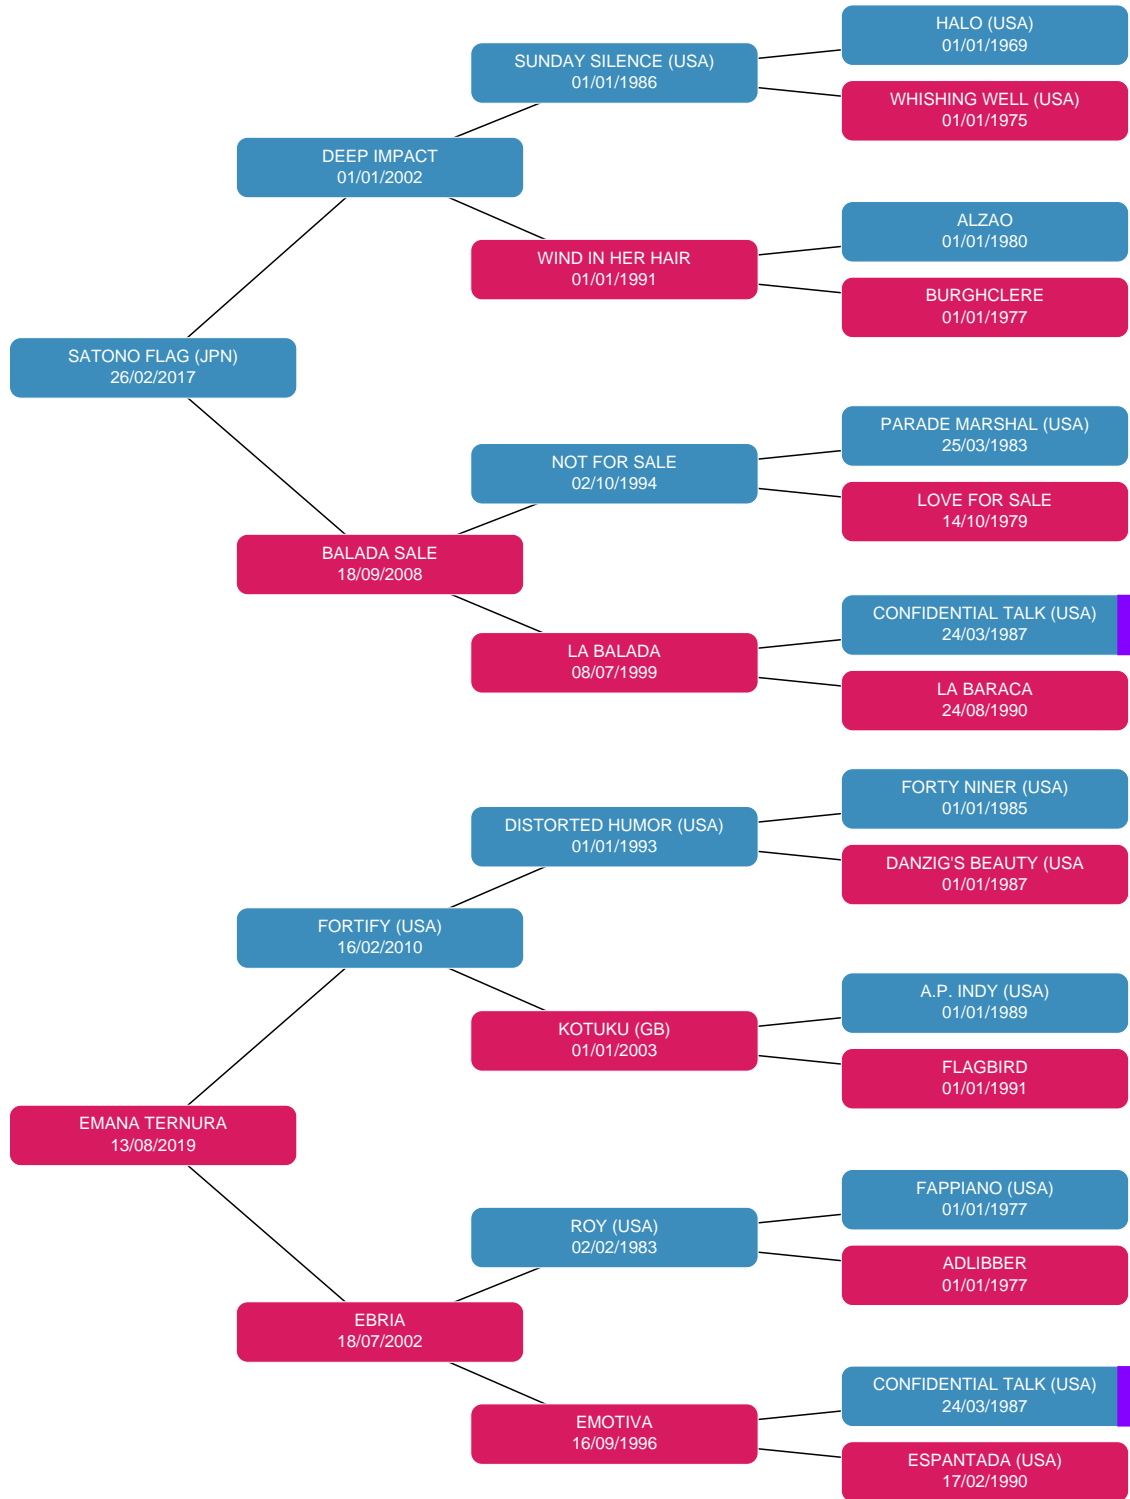 HALO (USA)
01/01/1969
SUNDAY SILENCE (USA)
01/01/1986
WHISHING WELL (USA)
01/01/1975
DEEP IMPACT
01/01/2002
ALZAO
01/01/1980
WIND IN HER HAIR
01/01/1991
BURGHCLERE
01/01/1977
SATONO FLAG (JPN)
26/02/2017
PARADE MARSHAL (USA)
25/03/1983
NOT FOR SALE
02/10/1994
LOVE FOR SALE
14/10/1979
BALADA SALE
18/09/2008
CONFIDENTIAL TALK (USA)
24/03/1987
LA BALADA
08/07/1999
LA BARACA
24/08/1990
FORTY NINER (USA)
01/01/1985
DISTORTED HUMOR (USA)
01/01/1993
DANZIG'S BEAUTY (USA
01/01/1987
FORTIFY (USA)
16/02/2010
A.P. INDY (USA)
01/01/1989
KOTUKU (GB)
01/01/2003
FLAGBIRD
01/01/1991
EMANA TERNURA
13/08/2019
FAPPIANO (USA)
01/01/1977
ROY (USA)
02/02/1983
ADLIBBER
01/01/1977
EBRIA
18/07/2002
CONFIDENTIAL TALK (USA)
24/03/1987
EMOTIVA
16/09/1996
ESPANTADA (USA)
17/02/1990